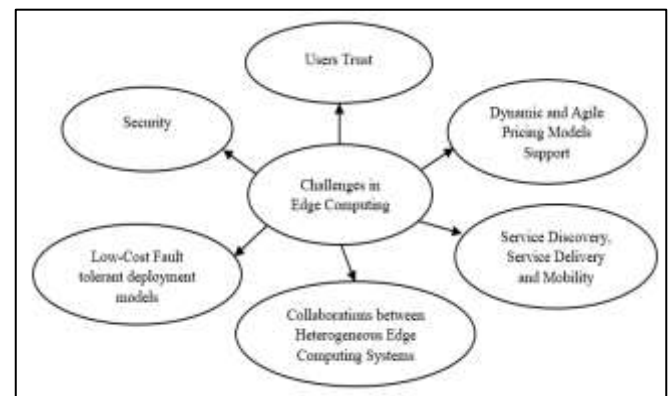 Users Trust
Security
Dynamic and Agile
Pricing Models
Support
Challenges in
Edge Computing
Low-Cost Fault
tolerant deployment
models
Service Discovery,
Service Delivery
and Mobility
Collaborations between
Heterogeneous Edge
Computing Systems